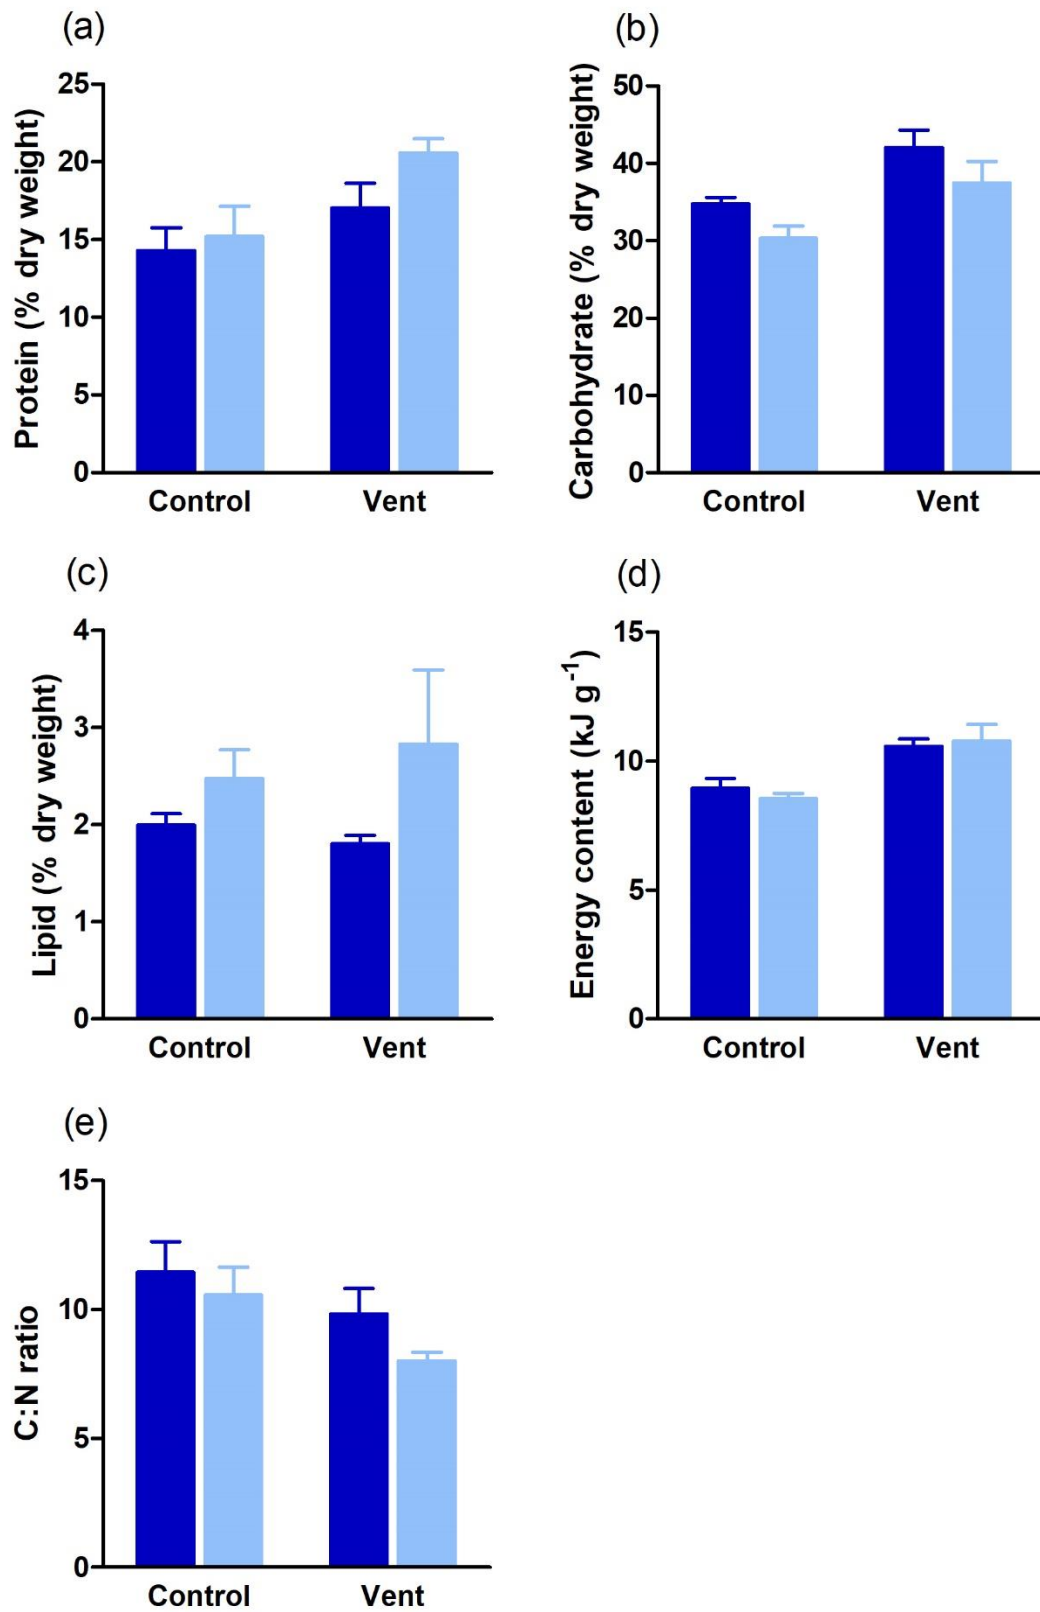 (a)
Protein (% dry weight)
25
20
15
10
5
0
Control Vent
(b)
Carbohydrate (% dry weight)
50
40
30
20
10
0
Control Vent
(c)
Lipid (% dry weight)
4
3
2
1
0
Control Vent
(d)
Energy content (kJ g⁻¹)
15
10
5
0
Control Vent
(e)
C:N ratio
15
10
5
0
Control Vent